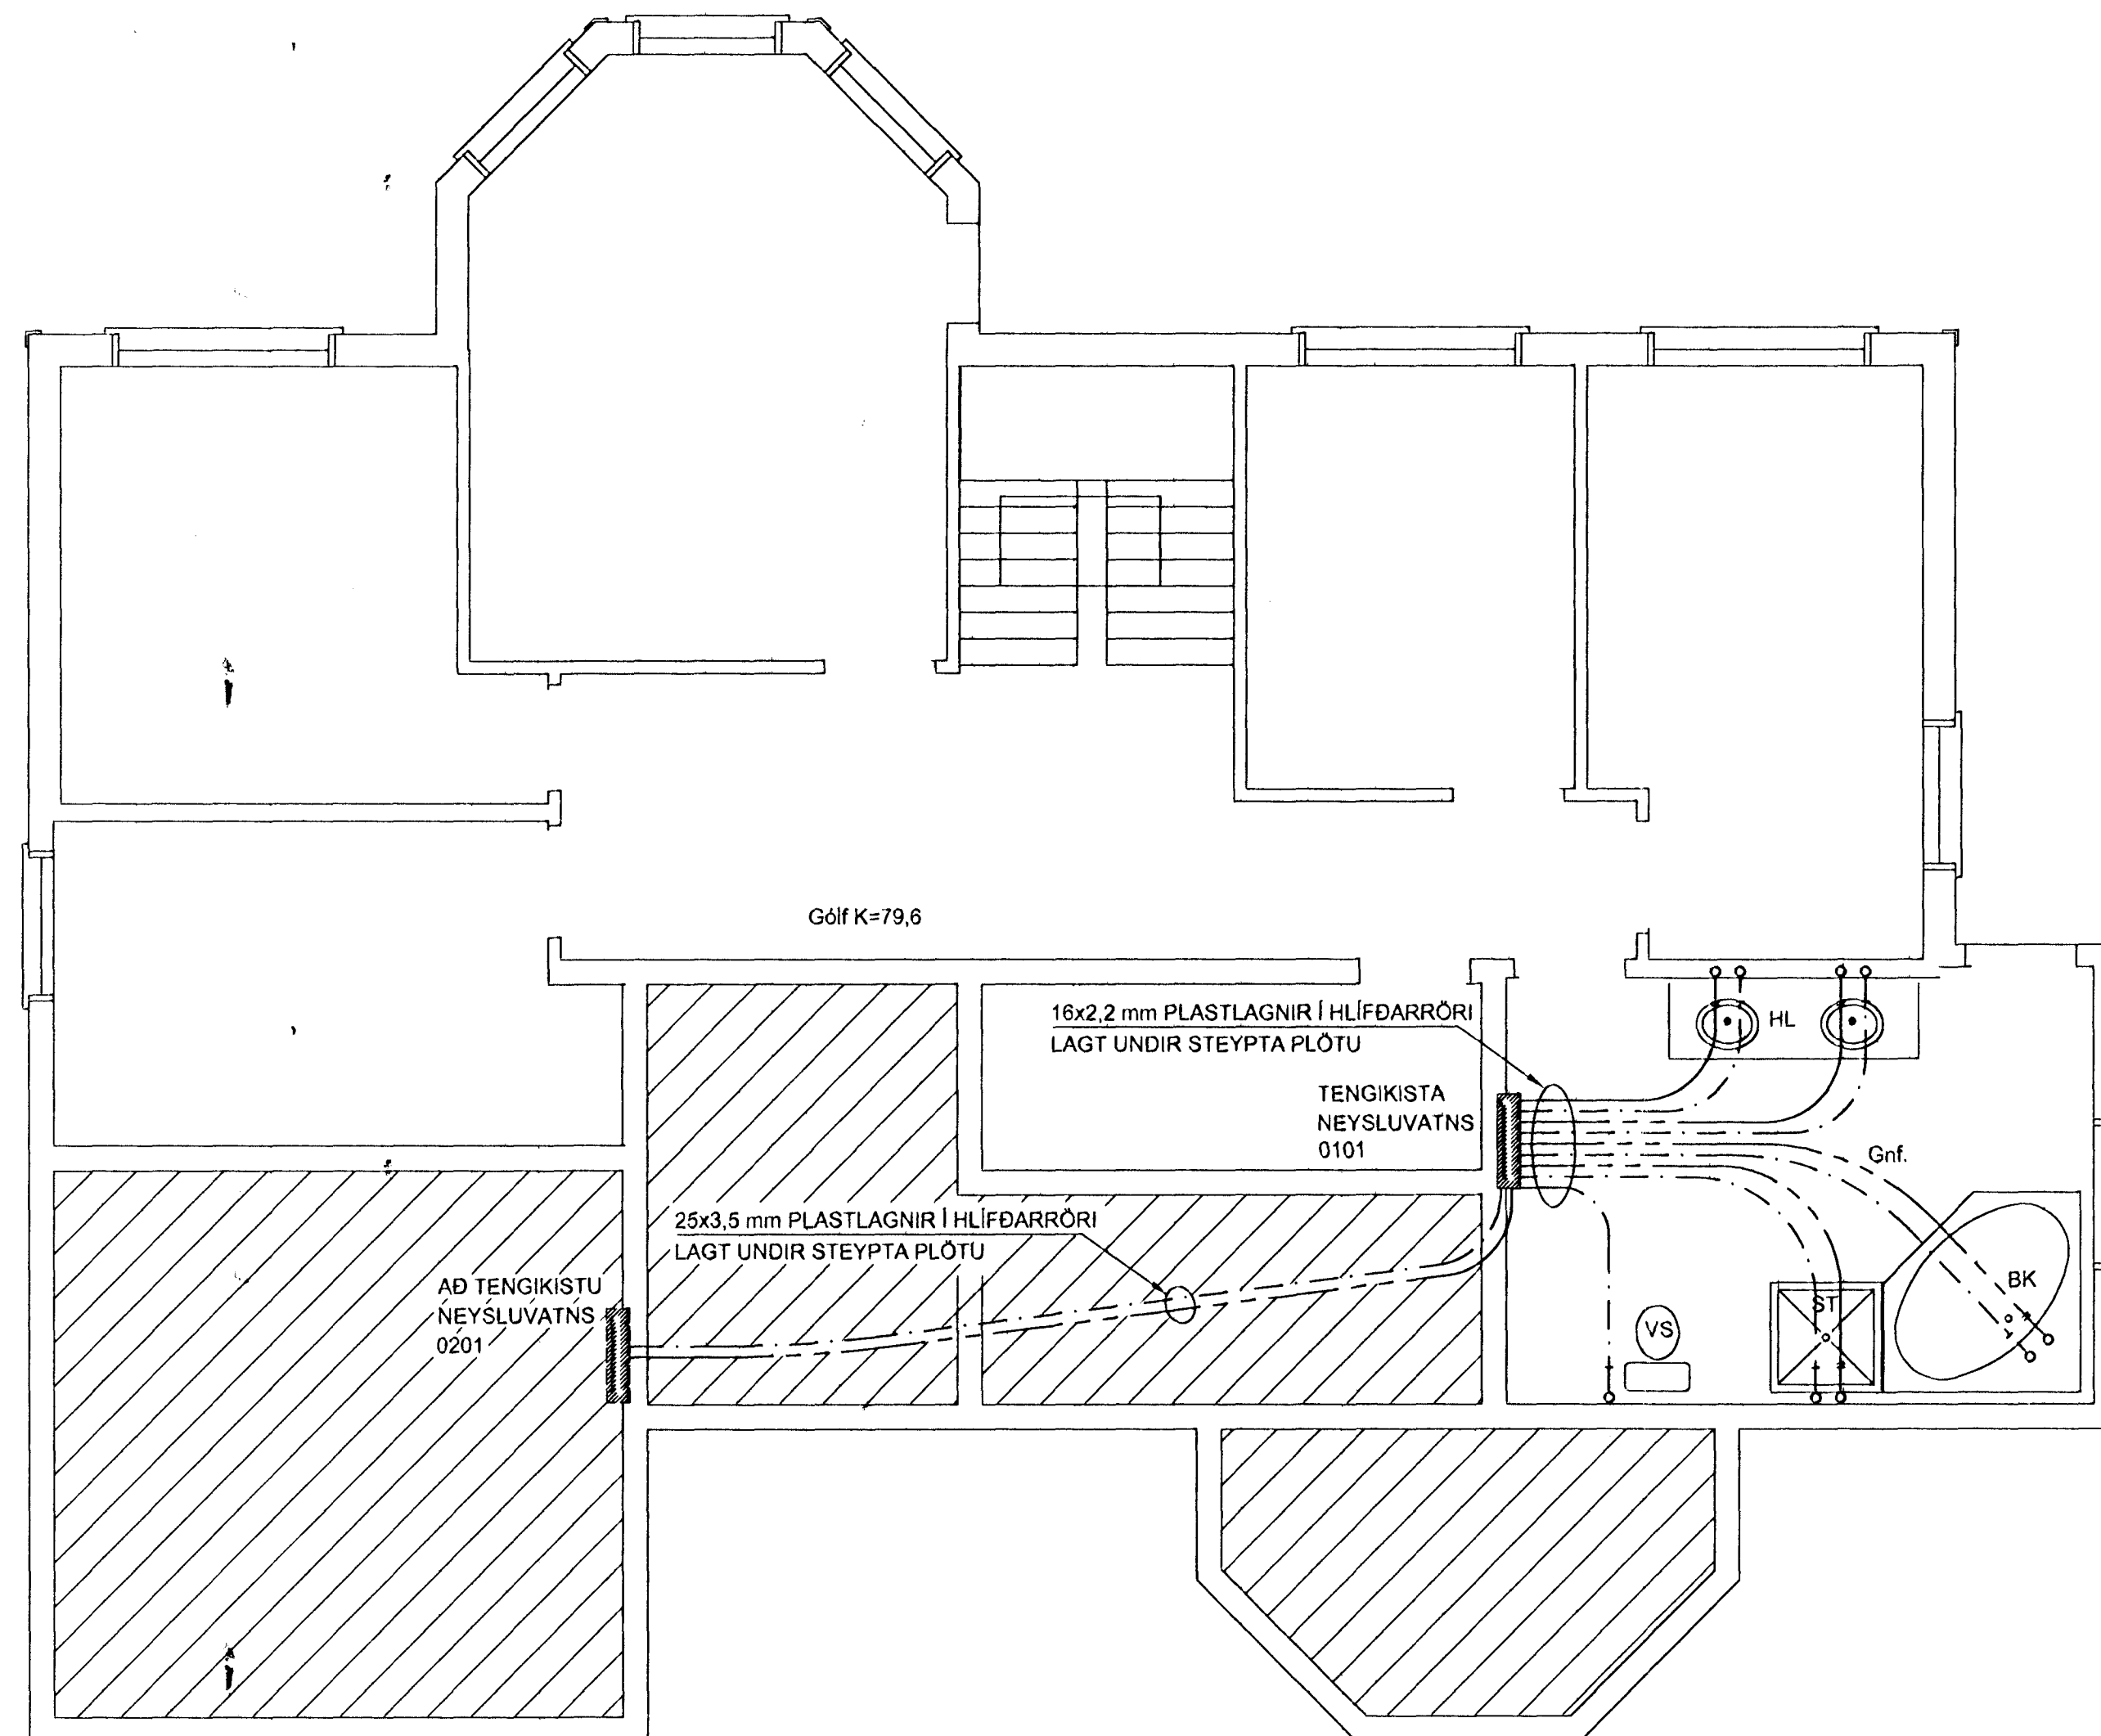 Gólf K=79,6
16x2,2 mm PLASTLAGNIR Í HLÍFÐARRÖRI
LAGT UNDIR STEYPTA PLÖTU
HL
TENGIKISTA
NEYSLUVATNS
0101
Gnf.
25x3,5 mm PLASTLAGNIR Í HLÍFÐARRÖRI
LAGT UNDIR STEYPTA PLÖTU
AÐ TENGIKISTU
NEYSLUVATNS
0201
BK
ST
VS